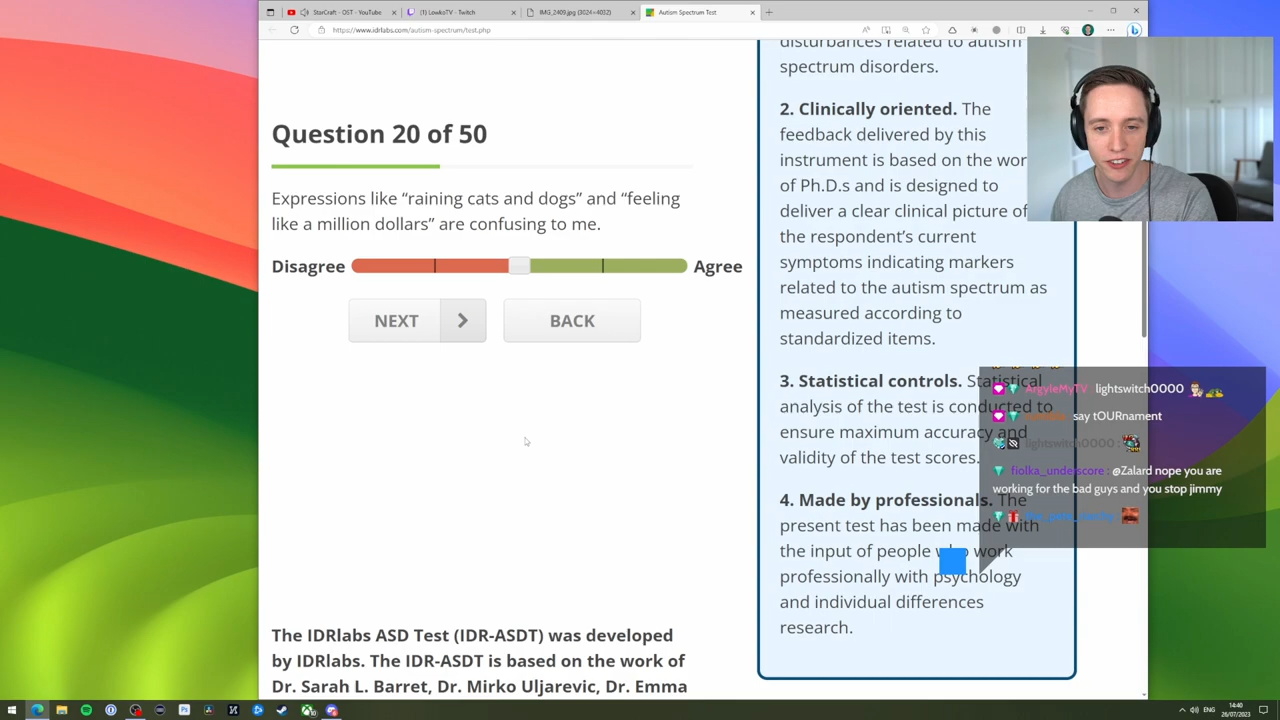 StarCraft - OST - YouTube
(1) LowkoTV - Twitch
IMG_2409.jpg (3024×4032)
Autism Spectrum Test
https://www.idrlabs.com/autism-spectrum/test.php
Question 20 of 50
Expressions like “raining cats and dogs” and “feeling
like a million dollars” are confusing to me.
Disagree
Agree
NEXT
BACK
The IDRlabs ASD Test (IDR-ASDT) was developed
by IDRlabs. The IDR-ASDT is based on the work of
Dr. Sarah L. Barret, Dr. Mirko Uljarevic, Dr. Emma
disturbances related to autism
spectrum disorders.
2. Clinically oriented. The
feedback delivered by this
instrument is based on the wor
of Ph.D.s and is designed to
deliver a clear clinical picture of
the respondent’s current
symptoms indicating markers
related to the autism spectrum as
measured according to
standardized items.
3. Statistical controls. Statistical
analysis of the test is conducted to
ensure maximum accuracy and
validity of the test scores.
4. Made by professionals. The
present test has been made with
the input of people who work
professionally with psychology
and individual differences
research.
ArgyleMyTV lightswitch0000
say tOURnament
lightswitch0000 :
fiolka_underscore : @Zalard nope you are
working for the bad guys and you stop jimmy
ENG
14:40
26/07/2023